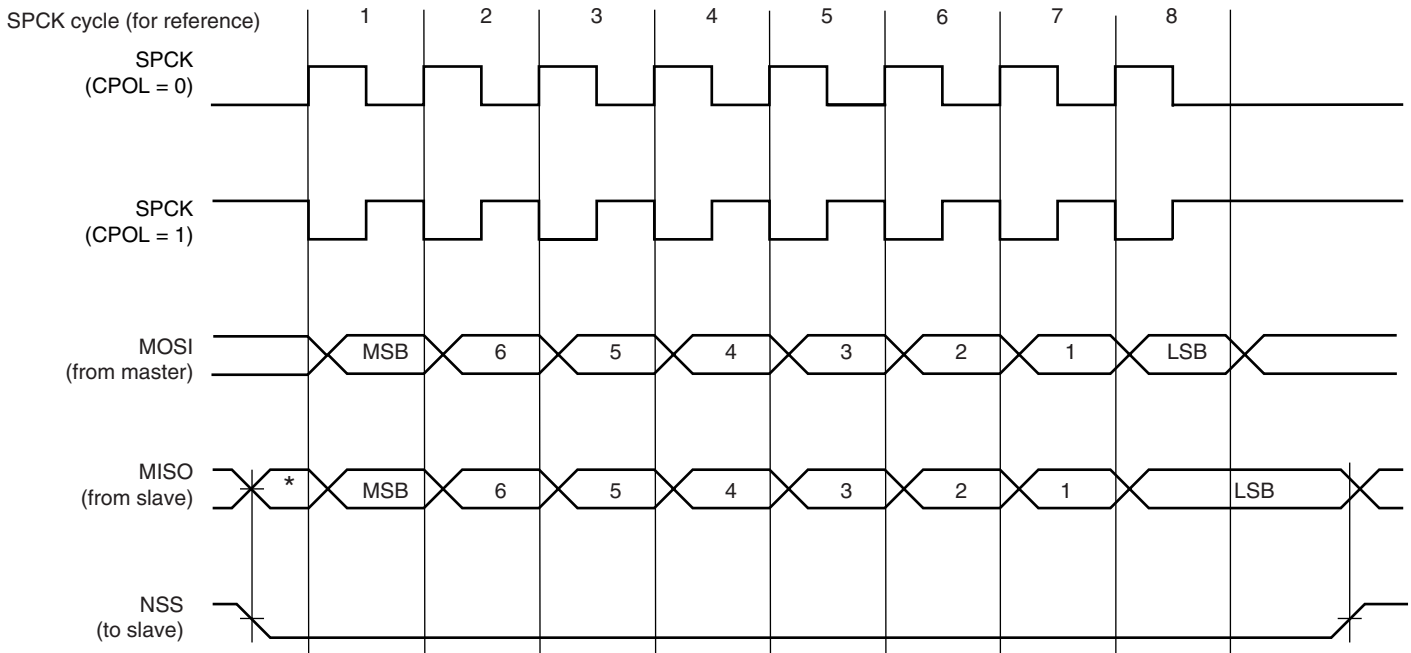 SPCK cycle (for reference) 1 2 3 4 5 6 7 8
SPCK
(CPOL = 0)
SPCK
(CPOL = 1)
MOSI
(from master)
MSB 6 5 4 3 2 1 LSB
MISO
(from slave)
* MSB 6 5 4 3 2 1 LSB
NSS
(to slave)